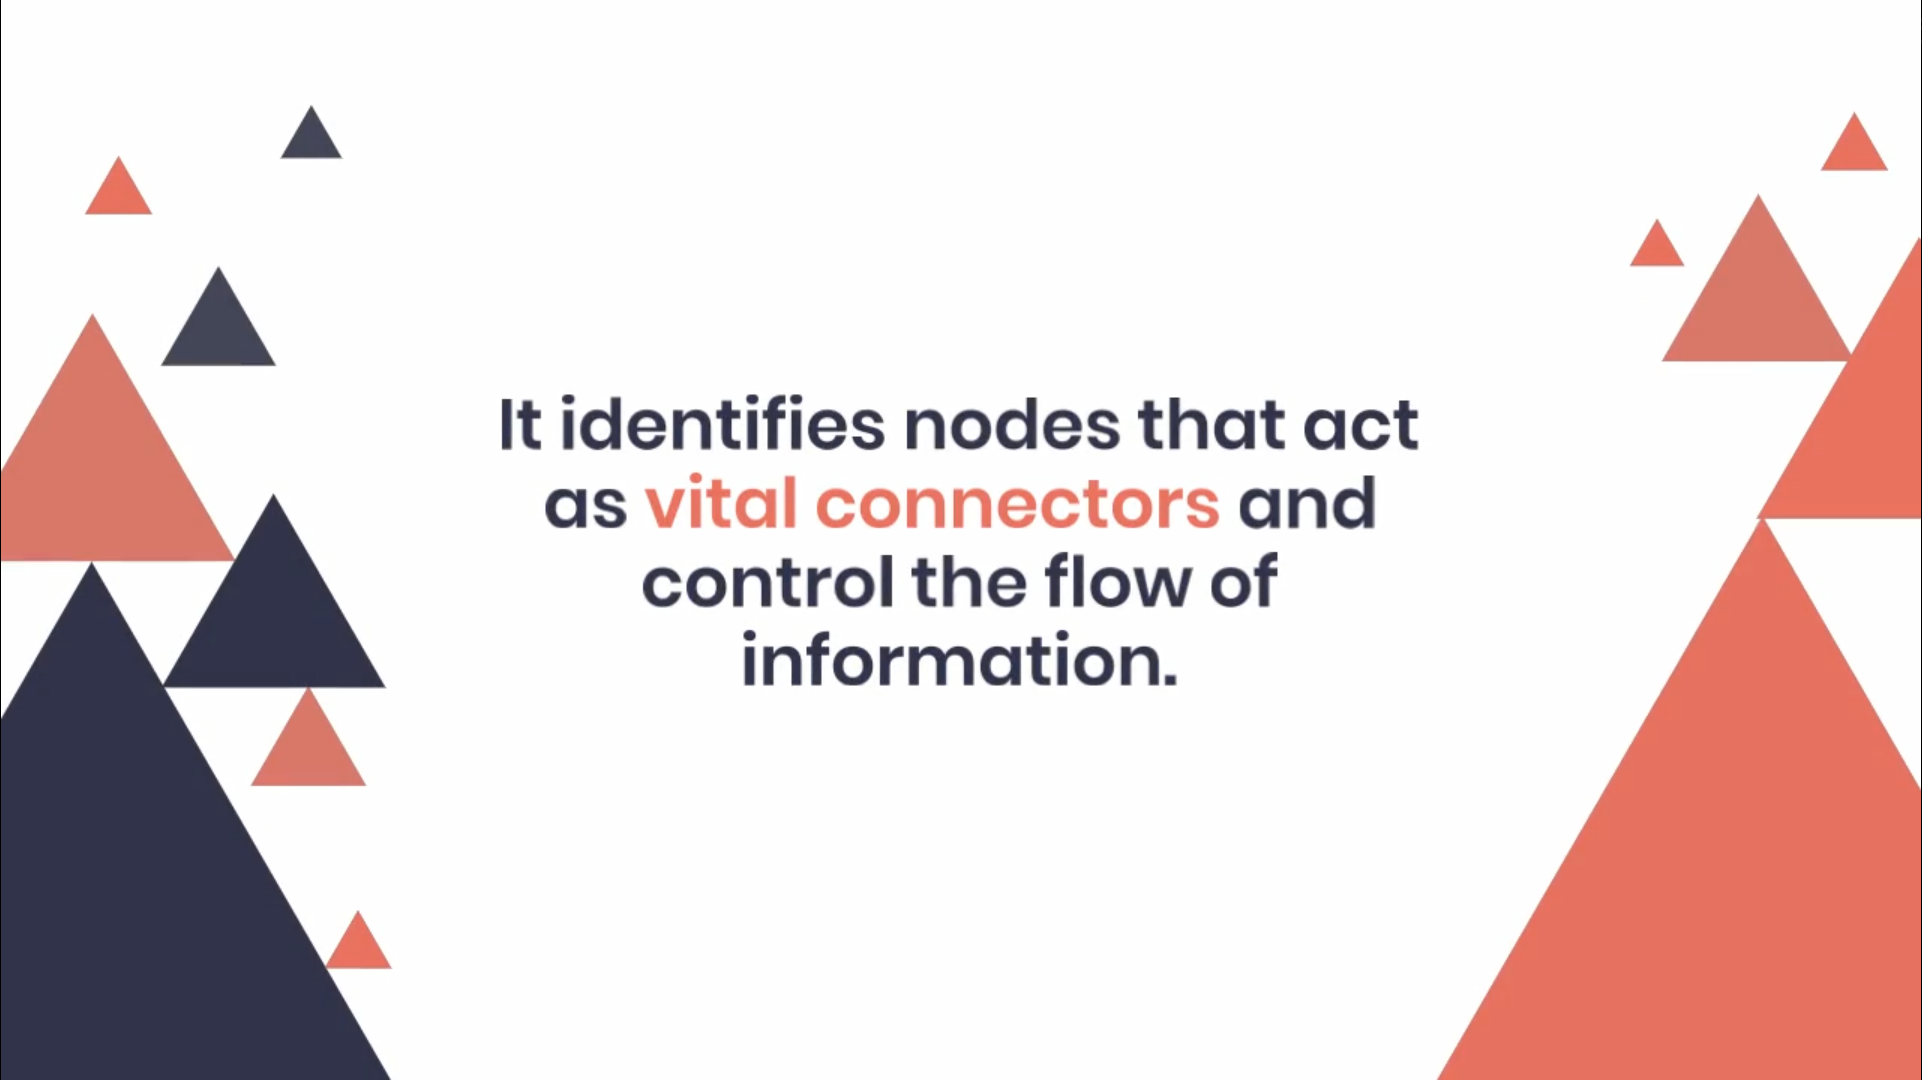 It identifies nodes that act
as vital connectors and
control the flow of
information.